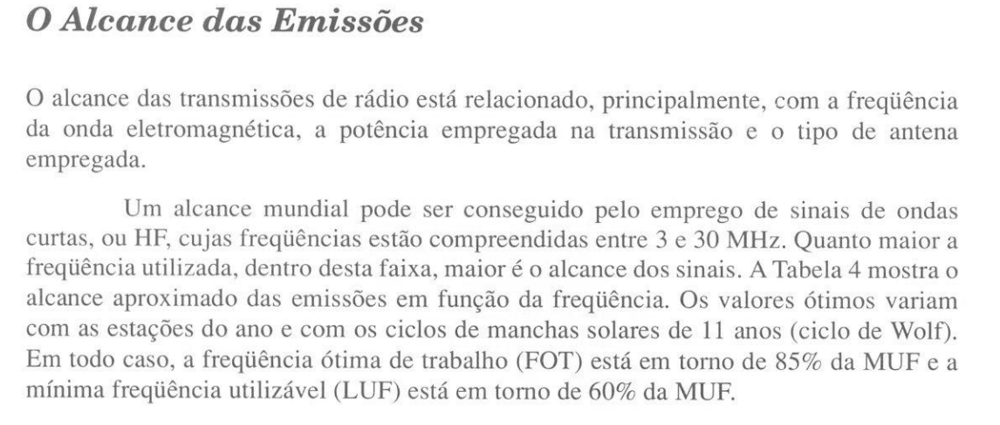 O Alcance das Emissões
O alcance das transmissões de rádio está relacionado, principalmente, com a freqüência
da onda eletromagnética, a potência empregada na transmissão e o tipo de antena
empregada.
Um alcance mundial pode ser conseguido pelo emprego de sinais de ondas
curtas, ou HF, cujas freqüências estão compreendidas entre 3 e 30 MHz. Quanto maior a
freqüência utilizada, dentro desta faixa, maior é o alcance dos sinais. A Tabela 4 mostra o
alcance aproximado das emissões em função da freqüência. Os valores ótimos variam
com as estações do ano e com os ciclos de manchas solares de 11 anos (ciclo de Wolf).
Em todo caso, a freqüência ótima de trabalho (FOT) está em torno de 85% da MUF e a
mínima freqüência utilizável (LUF) está em torno de 60% da MUF.